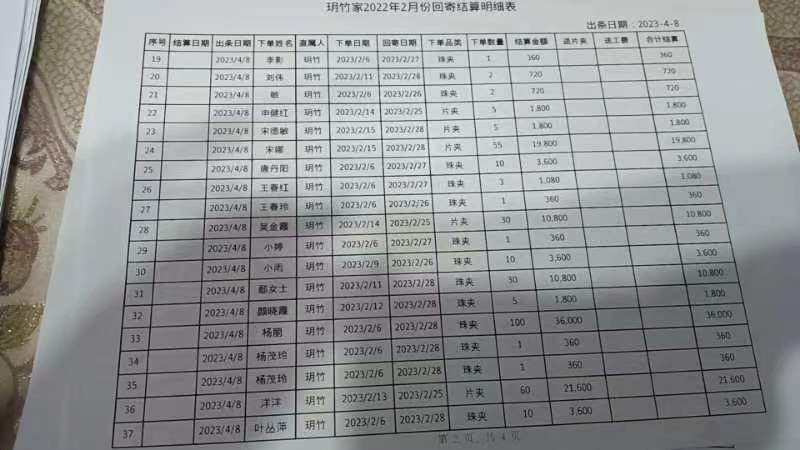 玥竹家2022年2月份回寄结算明细表
出条日期：2023-4-8
序号 结算日期 出条日期 下单姓名 直属人 下单日期 回寄日期 下单品类 下单数量 结算金额 返片夹 返工费 合计结算
19 2023/4/8 李影 玥竹 2023/2/6 2023/2/27 珠夹 1 360 360
20 2023/4/8 刘伟 玥竹 2023/2/11 2023/2/28 珠夹 2 720 720
21 2023/4/8 敏 玥竹 2023/2/6 2023/2/26 珠夹 2 720 720
22 2023/4/8 申健红 玥竹 2023/2/14 2023/2/25 片夹 5 1,800 1,800
23 2023/4/8 宋德敏 玥竹 2023/2/15 2023/2/28 片夹 5 1,800 1,800
24 2023/4/8 宋娜 玥竹 2023/2/15 2023/2/28 片夹 55 19,800 19,800
25 2023/4/8 唐丹阳 玥竹 2023/2/6 2023/2/27 珠夹 10 3,600 3,600
26 2023/4/8 王春红 玥竹 2023/2/6 2023/2/27 珠夹 3 1,080 1,080
27 2023/4/8 王春玲 玥竹 2023/2/6 2023/2/26 珠夹 1 360 360
28 2023/4/8 吴金霞 玥竹 2023/2/14 2023/2/25 片夹 30 10,800 10,800
29 2023/4/8 小婷 玥竹 2023/2/6 2023/2/27 珠夹 1 360 360
30 2023/4/8 小雨 玥竹 2023/2/9 2023/2/26 珠夹 10 3,600 3,600
31 2023/4/8 鄢女士 玥竹 2023/2/11 2023/2/28 珠夹 30 10,800 10,800
32 2023/4/8 颜晓霞 玥竹 2023/2/12 2023/2/28 珠夹 5 1,800 1,800
33 2023/4/8 杨丽 玥竹 2023/2/6 2023/2/28 珠夹 100 36,000 36,000
34 2023/4/8 杨茂玲 玥竹 2023/2/6 2023/2/28 珠夹 1 360 360
35 2023/4/8 杨茂玲 玥竹 2023/2/6 2023/2/28 珠夹 1 360 360
36 2023/4/8 洋洋 玥竹 2023/2/13 2023/2/25 片夹 60 21,600 21,600
37 2023/4/8 叶丛萍 玥竹 2023/2/6 2023/2/28 珠夹 10 3,600 3,600
第 2 页，共 4 页